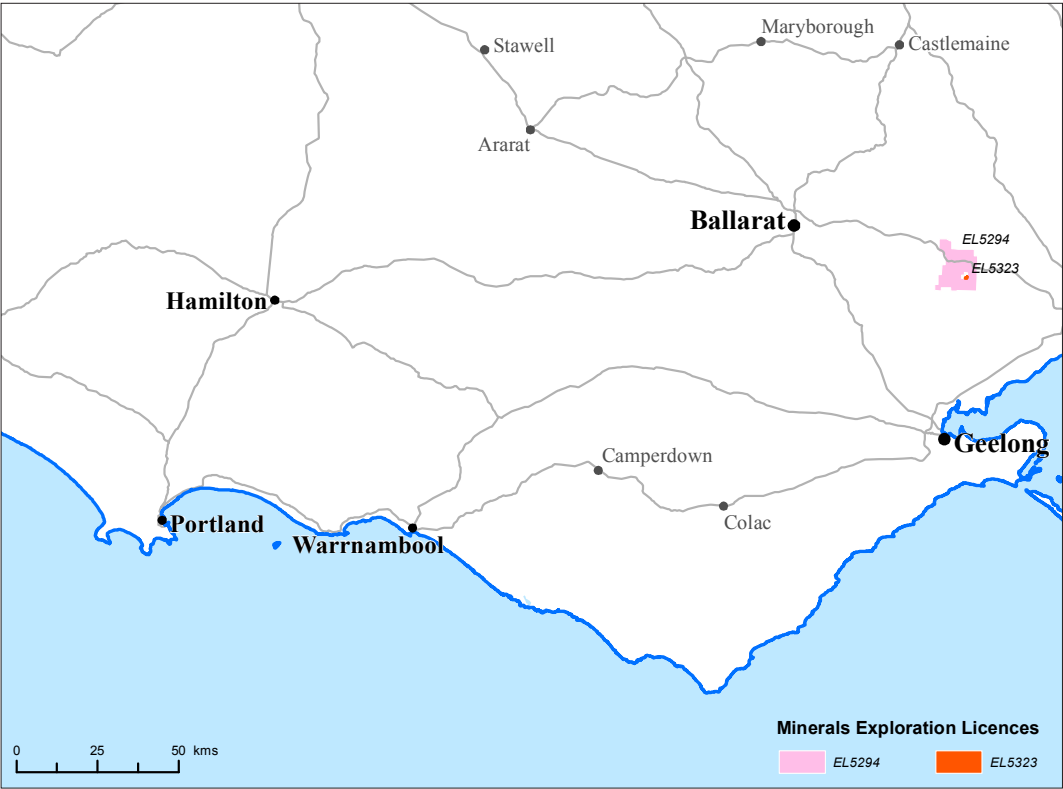 Maryborough
Stawell
Castlemaine
Ararat
Ballarat
EL5294
EL5323
Hamilton
Geelong
Camperdown
Portland
Colac
Warrnambool
Minerals Exploration Licences
0 25 50 kms
EL5294 EL5323